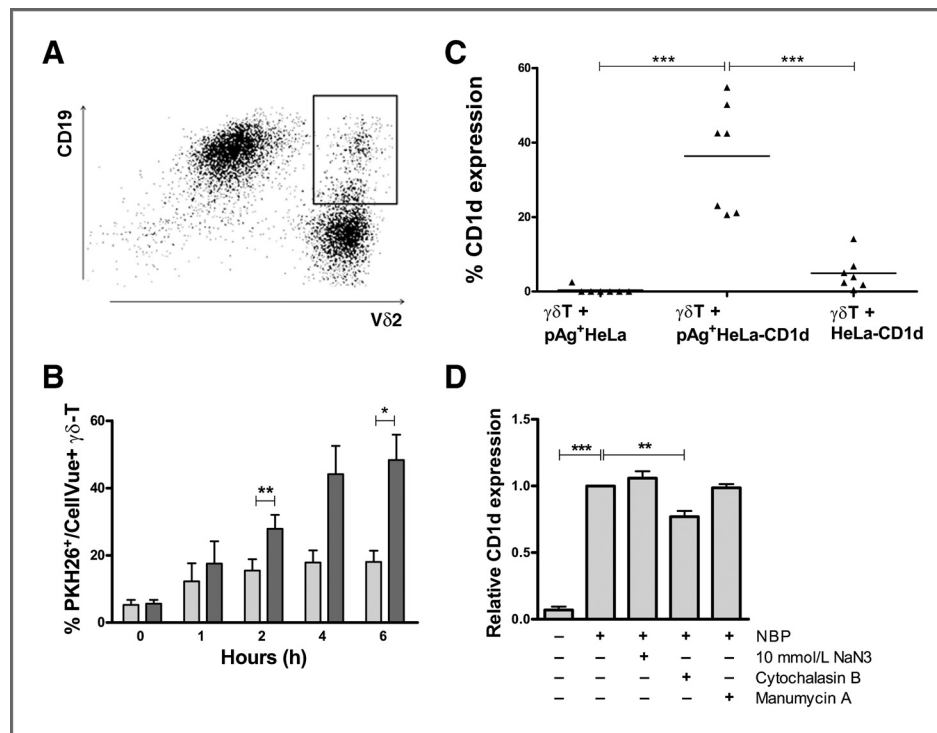 A
CD19
Vδ2
B
% PKH26⁺/CellVue+ γδ-T
60
40
20
0
*
**
0 1 2 4 6
Hours (h)
C
% CD1d expression
60
40
20
0
*** ***
γδT + pAg⁺HeLa
γδT + pAg⁺HeLa-CD1d
γδT + HeLa-CD1d
D
Relative CD1d expression
1.5
1.0
0.5
0.0
*** **
– + + + + NBP
– – + – – 10 mmol/L NaN3
– – – + – Cytochalasin B
– – – – + Manumycin A